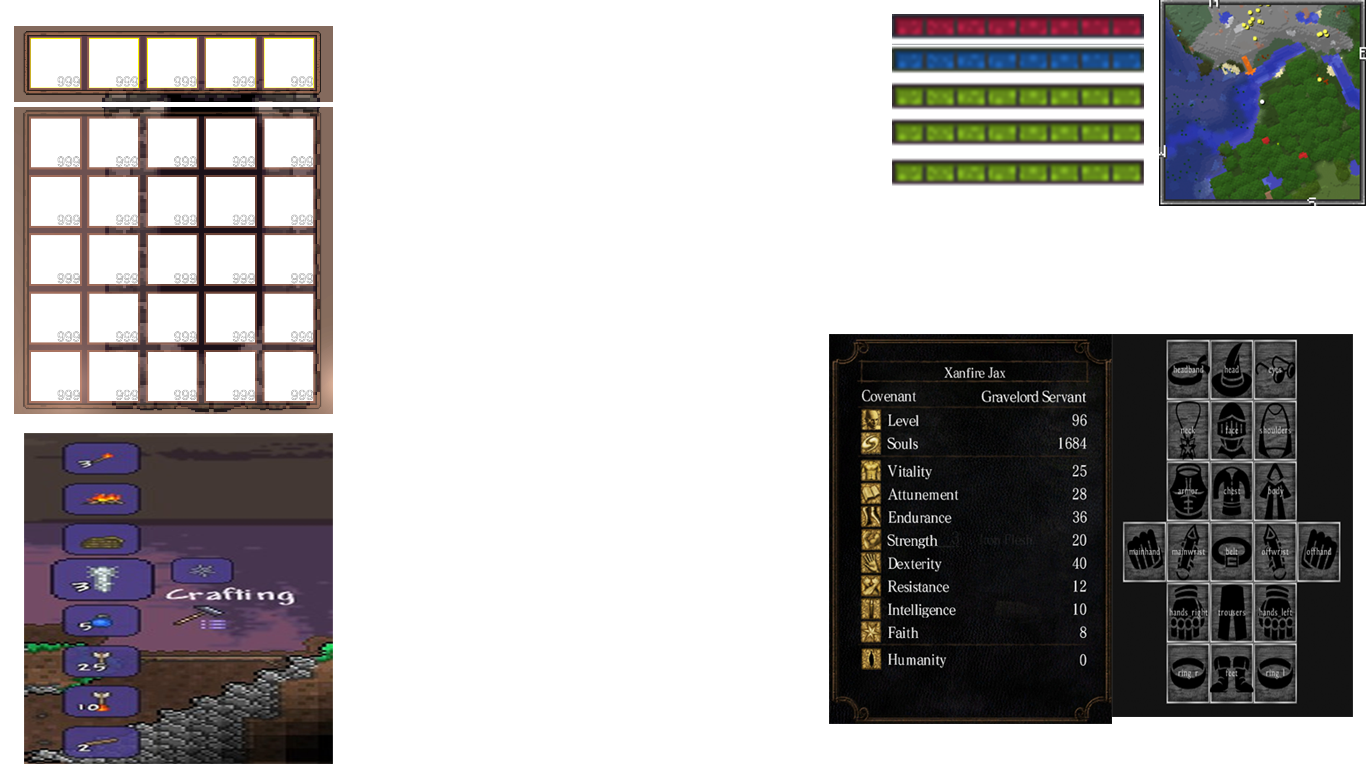 999 999 999 999 999
999 999 999 999 999
999 999 999 999 999
999 999 999 999 999
999 999 999 999 999
999 999 999 999 999
3
3
Crafting
5
25
10
2
W
S
Xanfire Jax
Covenant Gravelord Servant
Level 96
Souls 1684
Vitality 25
Attunement 28
Endurance 36
Strength 20
Dexterity 40
Resistance 12
Intelligence 10
Faith 8
Humanity 0
headband head eyes
neck face shoulders
armor chest body
mainhand mainwrist belt offwrist offhand
hands_right trousers hands_left
ring_r feet ring_l